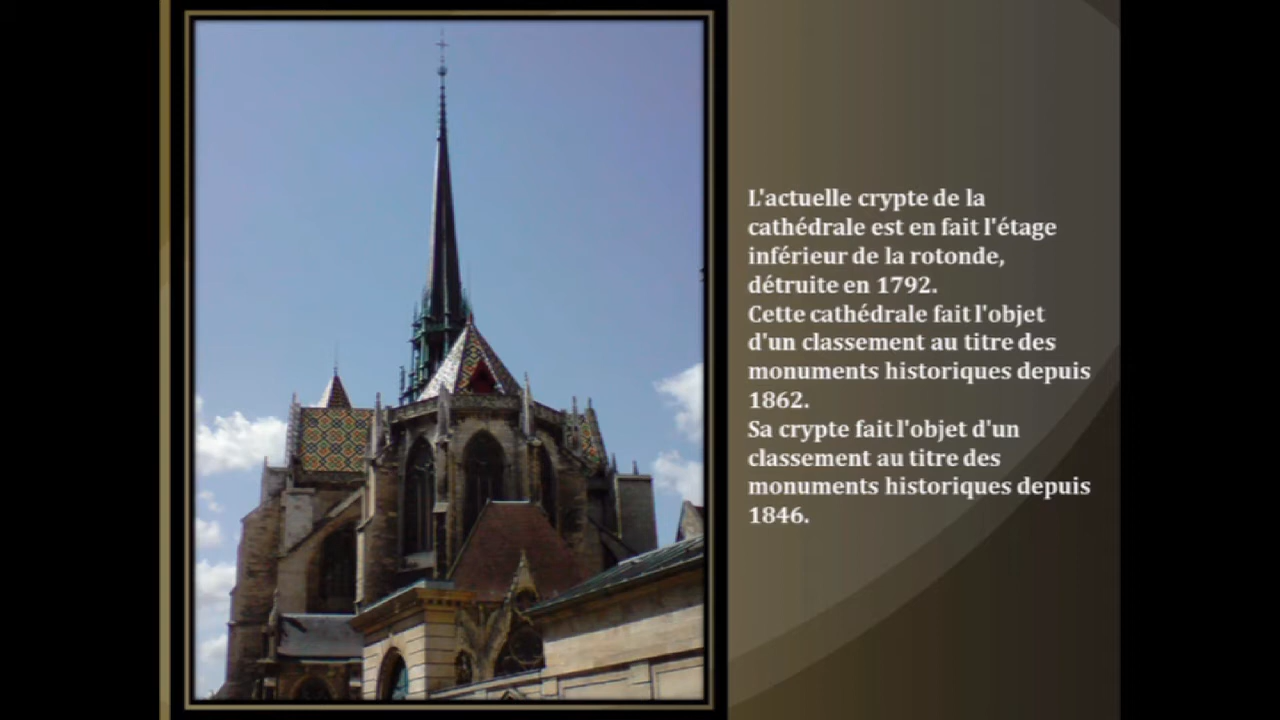 L'actuelle crypte de la
cathédrale est en fait l'étage
inférieur de la rotonde,
détruite en 1792.
Cette cathédrale fait l'objet
d'un classement au titre des
monuments historiques depuis
1862.
Sa crypte fait l'objet d'un
classement au titre des
monuments historiques depuis
1846.